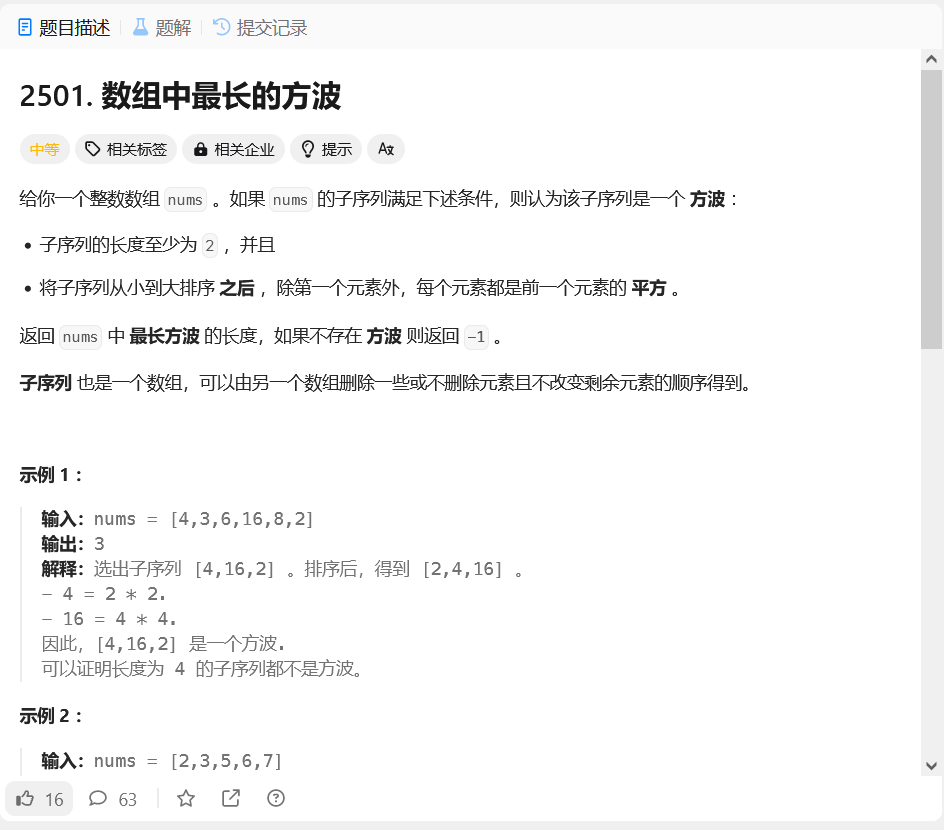 题目描述 题解 提交记录
2501. 数组中最长的方波
中等 相关标签 相关企业 提示 Aあ
给你一个整数数组 nums 。如果 nums 的子序列满足下述条件，则认为该子序列是一个 方波 ：
• 子序列的长度至少为 2 ，并且
• 将子序列从小到大排序 之后 ，除第一个元素外，每个元素都是前一个元素的 平方 。
返回 nums 中 最长方波 的长度，如果不存在 方波 则返回 -1 。
子序列 也是一个数组，可以由另一个数组删除一些或不删除元素且不改变剩余元素的顺序得到。
示例 1 ：
输入：nums = [4,3,6,16,8,2]
输出：3
解释：选出子序列 [4,16,2] 。排序后，得到 [2,4,16] 。
- 4 = 2 * 2.
- 16 = 4 * 4.
因此，[4,16,2] 是一个方波.
可以证明长度为 4 的子序列都不是方波。
示例 2 ：
输入：nums = [2,3,5,6,7]
16 63